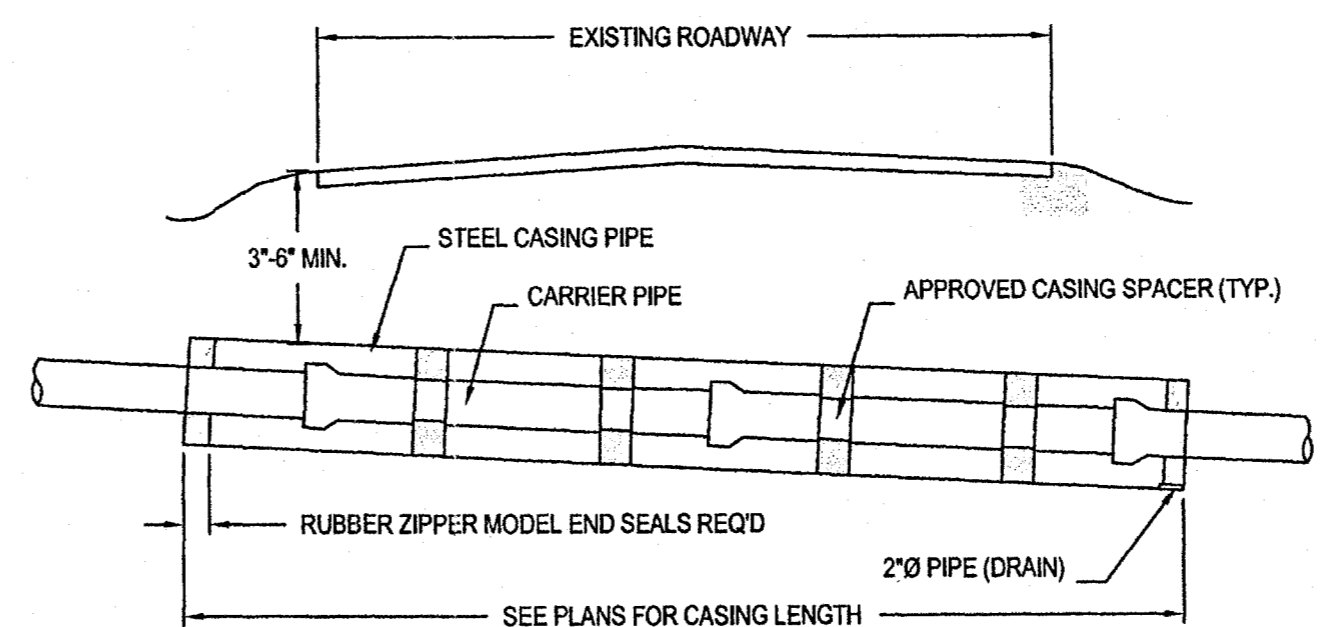 EXISTING ROADWAY
STEEL CASING PIPE
3"-6" MIN.
CARRIER PIPE
APPROVED CASING SPACER (TYP.)
RUBBER ZIPPER MODEL END SEALS REQ'D
2"Ø PIPE (DRAIN)
SEE PLANS FOR CASING LENGTH